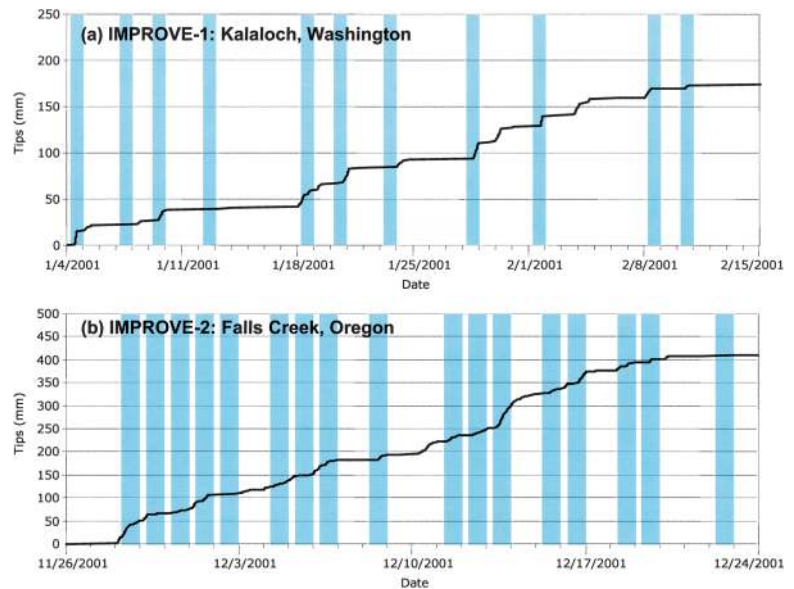 (a) IMPROVE-1: Kalaloch, Washington
250
200
150
100
50
0
Tips (mm)
1/4/2001 1/11/2001 1/18/2001 1/25/2001 2/1/2001 2/8/2001 2/15/2001
Date
(b) IMPROVE-2: Falls Creek, Oregon
500
450
400
350
300
250
200
150
100
50
0
Tips (mm)
11/26/2001 12/3/2001 12/10/2001 12/17/2001 12/24/2001
Date